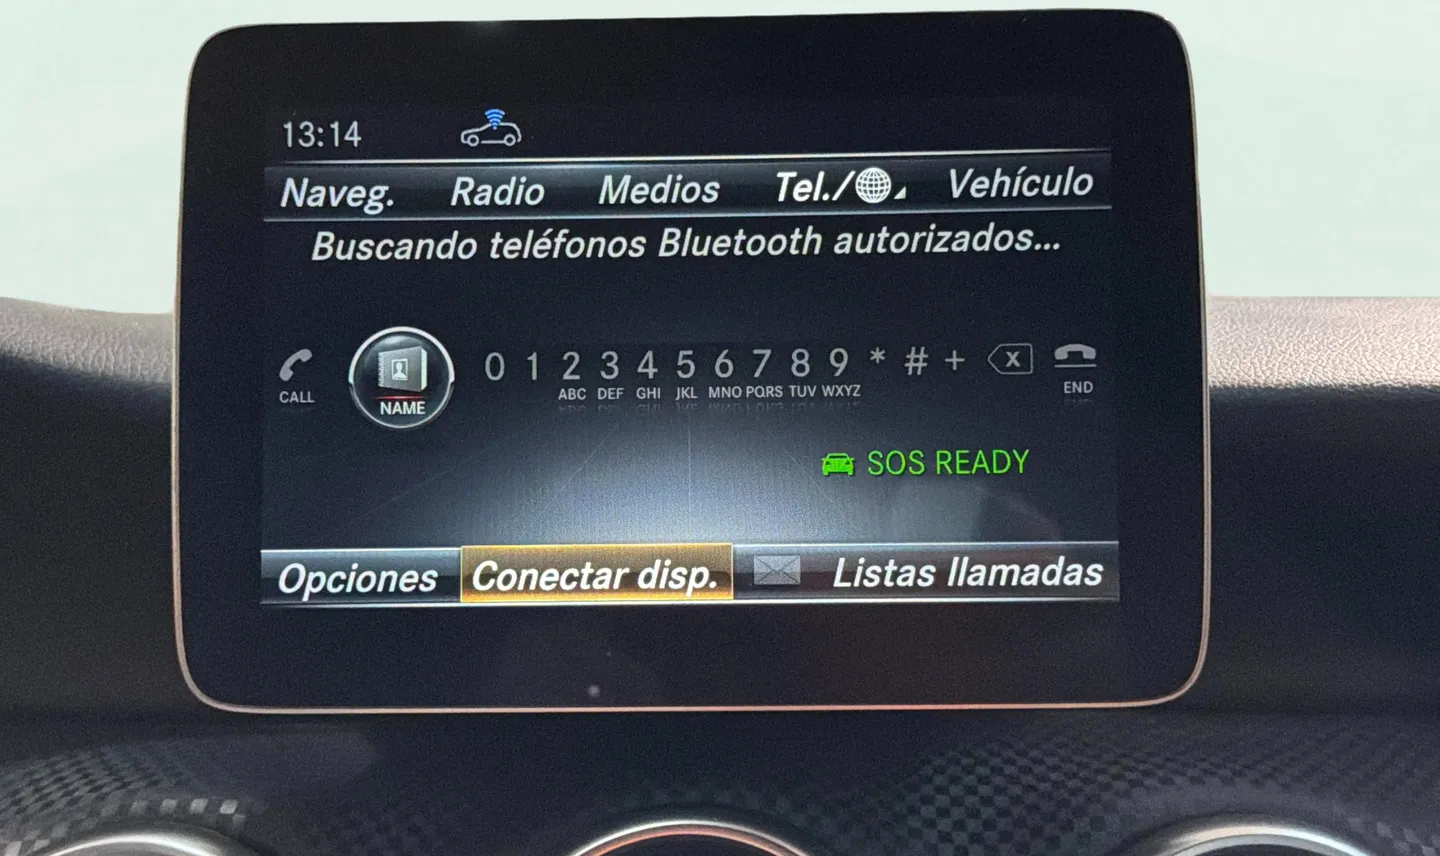 13:14
Naveg. Radio Medios Tel./ Vehículo
Buscando teléfonos Bluetooth autorizados...
0 1 2 3 4 5 6 7 8 9 * # + X
CALL NAME ABC DEF GHI JKL MNO PQRS TUV WXYZ END
SOS READY
Opciones Conectar disp. Listas llamadas